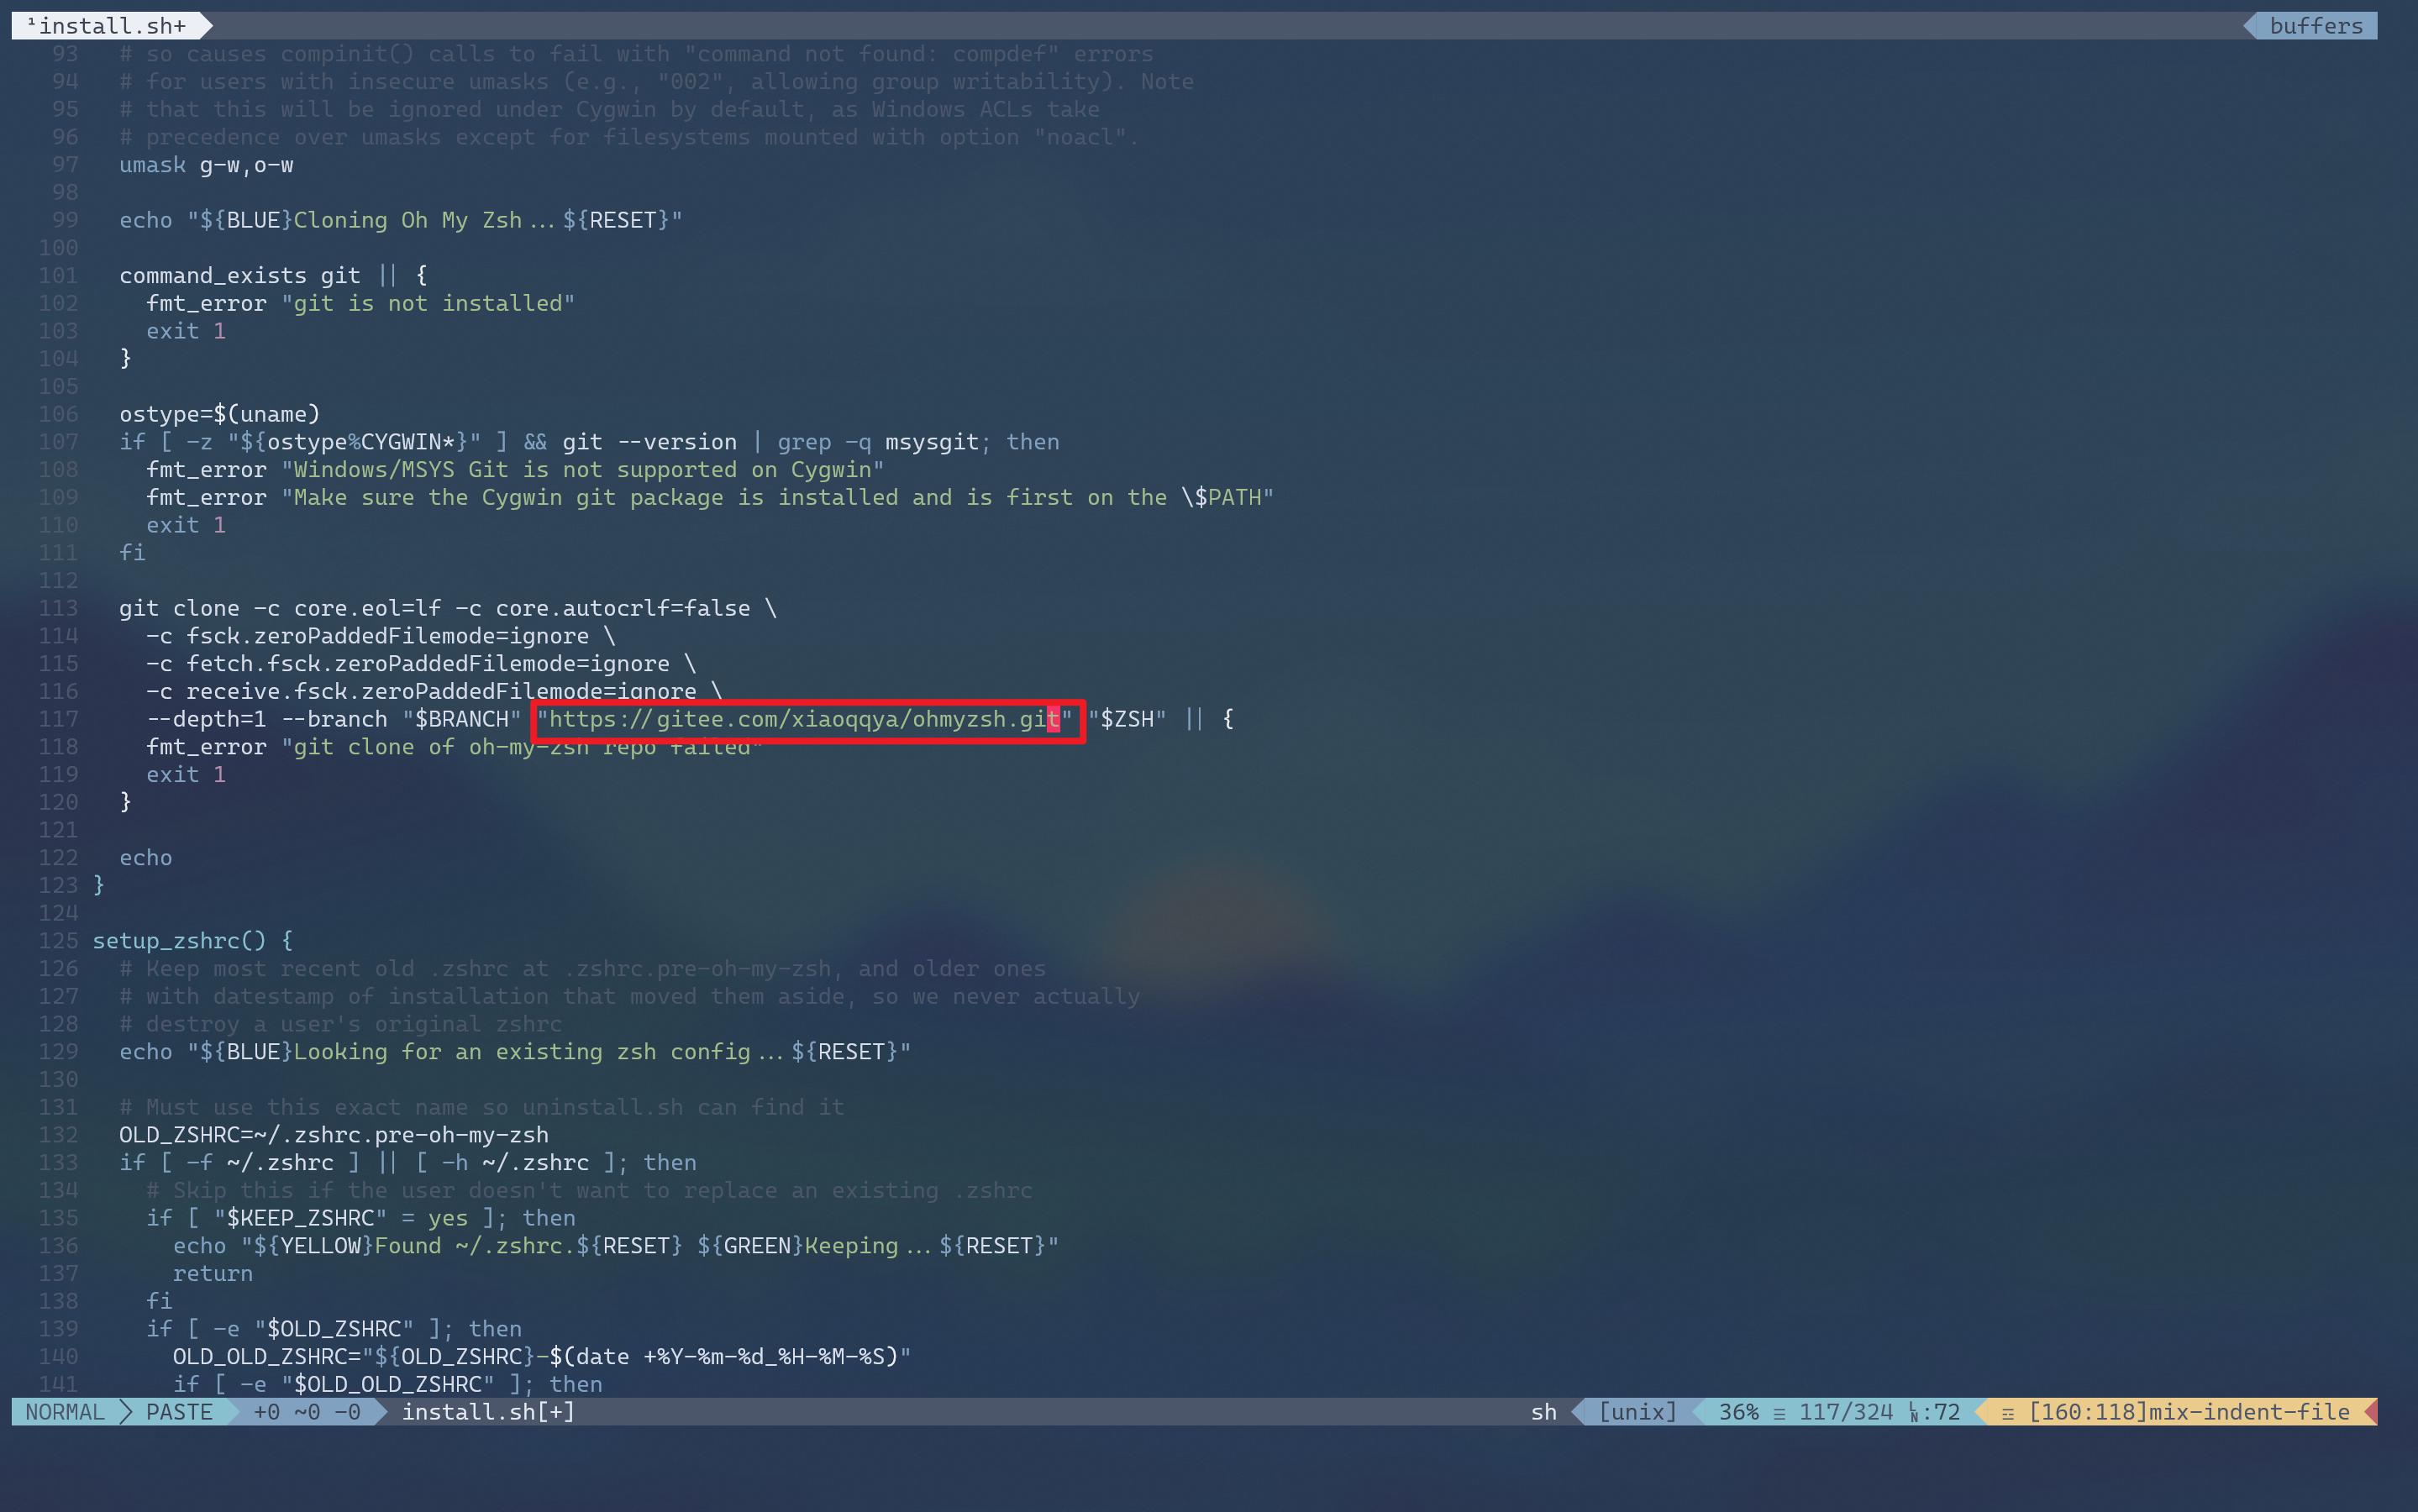 ¹install.sh+ buffers
93 # so causes compinit() calls to fail with "command not found: compdef" errors
94 # for users with insecure umasks (e.g., "002", allowing group writability). Note
95 # that this will be ignored under Cygwin by default, as Windows ACLs take
96 # precedence over umasks except for filesystems mounted with option "noacl".
97 umask g-w,o-w
98
99 echo "${BLUE}Cloning Oh My Zsh...${RESET}"
100
101 command_exists git || {
102 fmt_error "git is not installed"
103 exit 1
104 }
105
106 ostype=$(uname)
107 if [ -z "${ostype%CYGWIN*}" ] && git --version | grep -q msysgit; then
108 fmt_error "Windows/MSYS Git is not supported on Cygwin"
109 fmt_error "Make sure the Cygwin git package is installed and is first on the \$PATH"
110 exit 1
111 fi
112
113 git clone -c core.eol=lf -c core.autocrlf=false \
114 -c fsck.zeroPaddedFilemode=ignore \
115 -c fetch.fsck.zeroPaddedFilemode=ignore \
116 -c receive.fsck.zeroPaddedFilemode=ignore \
117 --depth=1 --branch "$BRANCH" "https://gitee.com/xiaoqqya/ohmyzsh.git" "$ZSH" || {
118 fmt_error "git clone of oh-my-zsh repo failed"
119 exit 1
120 }
121
122 echo
123 }
124
125 setup_zshrc() {
126 # Keep most recent old .zshrc at .zshrc.pre-oh-my-zsh, and older ones
127 # with datestamp of installation that moved them aside, so we never actually
128 # destroy a user's original zshrc
129 echo "${BLUE}Looking for an existing zsh config...${RESET}"
130
131 # Must use this exact name so uninstall.sh can find it
132 OLD_ZSHRC=~/.zshrc.pre-oh-my-zsh
133 if [ -f ~/.zshrc ] || [ -h ~/.zshrc ]; then
134 # Skip this if the user doesn't want to replace an existing .zshrc
135 if [ "$KEEP_ZSHRC" = yes ]; then
136 echo "${YELLOW}Found ~/.zshrc.${RESET} ${GREEN}Keeping...${RESET}"
137 return
138 fi
139 if [ -e "$OLD_ZSHRC" ]; then
140 OLD_OLD_ZSHRC="${OLD_ZSHRC}-$(date +%Y-%m-%d_%H-%M-%S)"
141 if [ -e "$OLD_OLD_ZSHRC" ]; then
NORMAL PASTE +0 ~0 -0 install.sh[+] sh [unix] 36% ☰ 117/324 ␤:72 ☲ [160:118]mix-indent-file